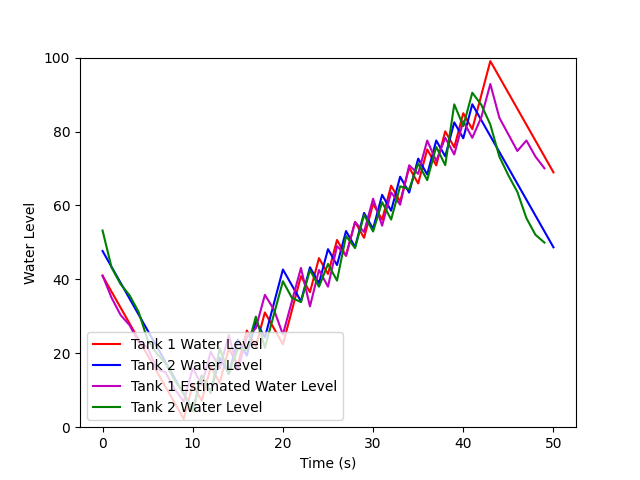 100
80
60
40
20
0
Water Level
Tank 1 Water Level
Tank 2 Water Level
Tank 1 Estimated Water Level
Tank 2 Water Level
0 10 20 30 40 50
Time (s)